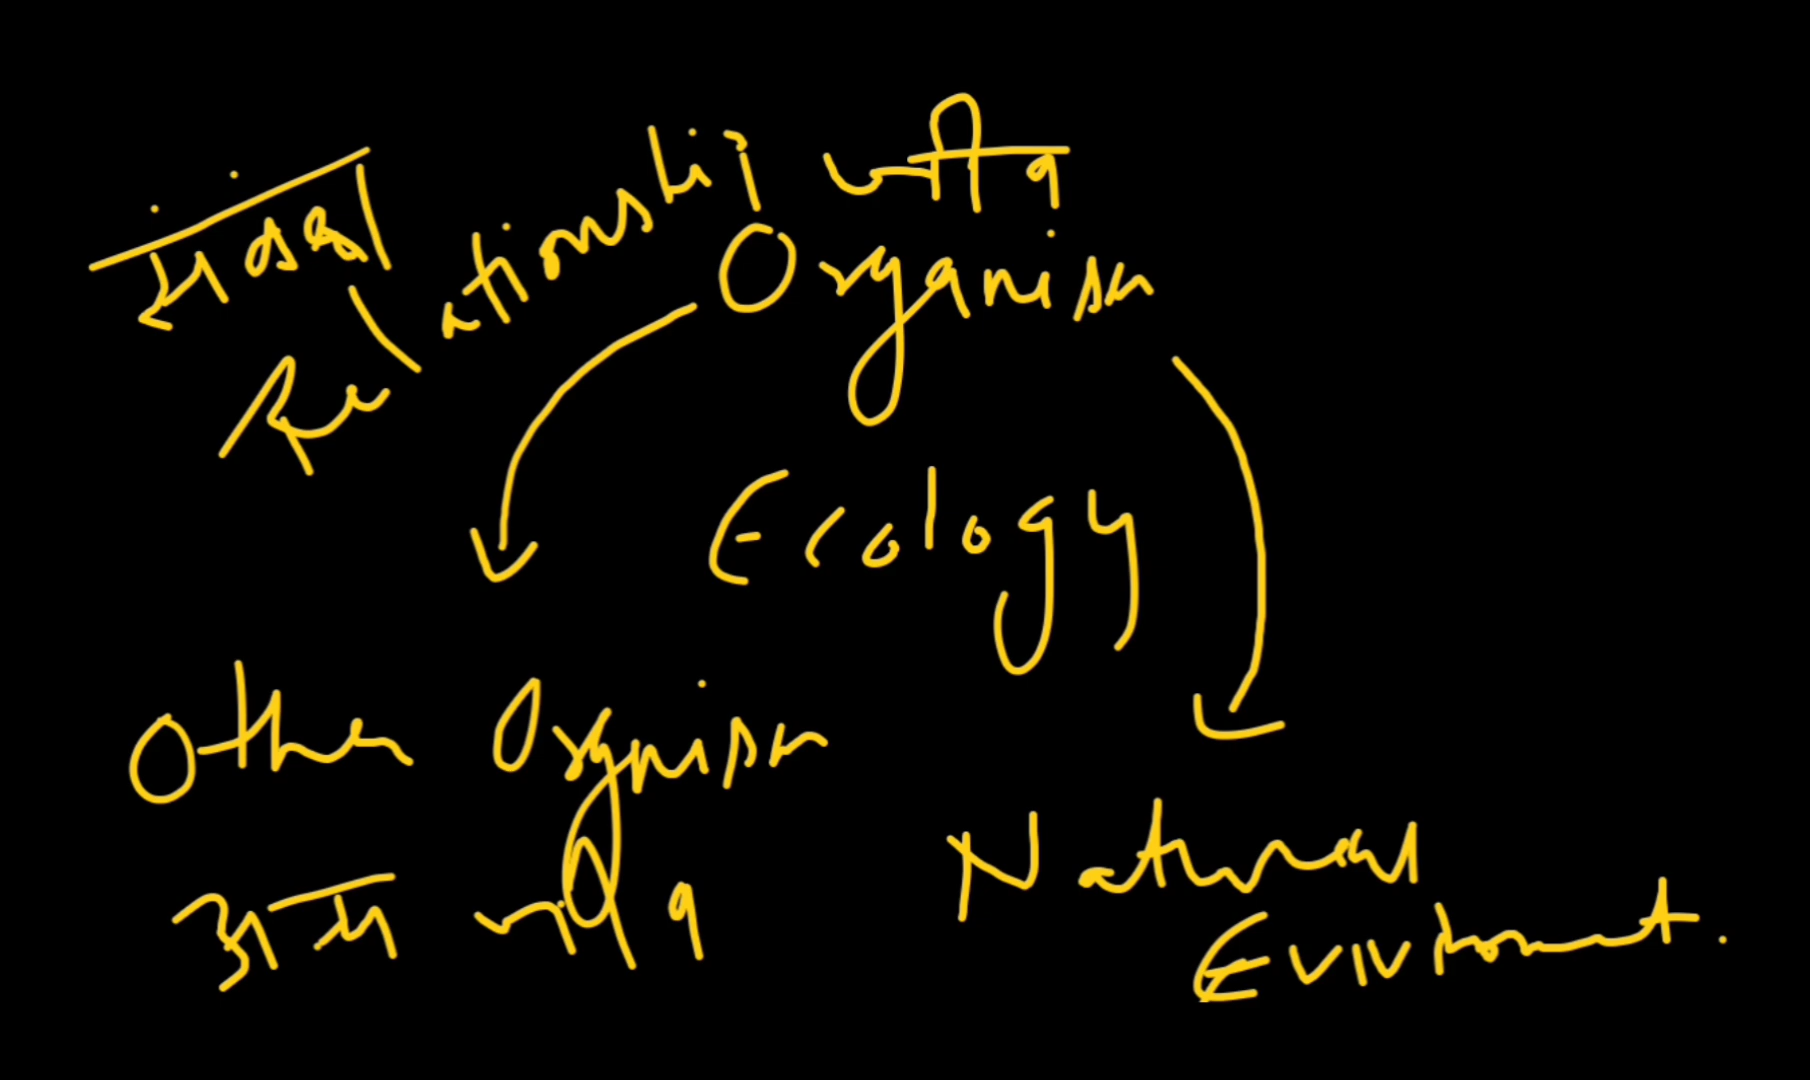 संबंध
Relationship
जीव
Organism
Ecology
Other Organism
अन्य जीव
Natural
Environment.